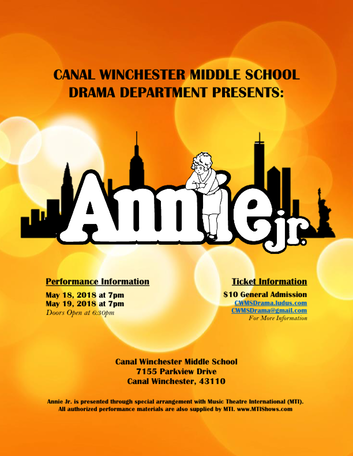 CANAL WINCHESTER MIDDLE SCHOOL
DRAMA DEPARTMENT PRESENTS:
Annie jr.
Performance Information
May 18, 2018 at 7pm
May 19, 2018 at 7pm
Doors Open at 6:30pm
Ticket Information
$10 General Admission
CWMSDrama.ludus.com
CWMSDrama@gmail.com
For More Information
Canal Winchester Middle School
7155 Parkview Drive
Canal Winchester, 43110
Annie Jr. is presented through special arrangement with Music Theatre International (MTI).
All authorized performance materials are also supplied by MTI. www.MTIShows.com